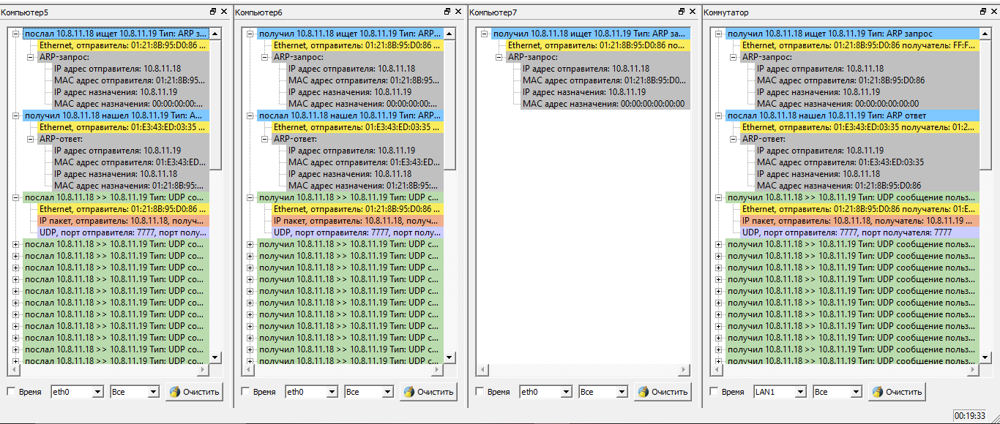 Компьютер5
послал 10.8.11.18 ищет 10.8.11.19 Тип: ARP з...
Ethernet, отправитель: 01:21:8B:95:D0:86 ...
ARP-запрос:
IP адрес отправителя: 10.8.11.18
MAC адрес отправителя: 01:21:8B:95...
IP адрес назначения: 10.8.11.19
MAC адрес назначения: 00:00:00:00:...
получил 10.8.11.18 нашел 10.8.11.19 Тип: A...
Ethernet, отправитель: 01:E3:43:ED:03:35 ...
ARP-ответ:
IP адрес отправителя: 10.8.11.19
MAC адрес отправителя: 01:E3:43:ED...
IP адрес назначения: 10.8.11.18
MAC адрес назначения: 01:21:8B:95:...
послал 10.8.11.18 >> 10.8.11.19 Тип: UDP со...
Ethernet, отправитель: 01:21:8B:95:D0:86 ...
IP пакет, отправитель: 10.8.11.18, получ...
UDP, порт отправителя: 7777, порт полу...
послал 10.8.11.18 >> 10.8.11.19 Тип: UDP со...
послал 10.8.11.18 >> 10.8.11.19 Тип: UDP со...
послал 10.8.11.18 >> 10.8.11.19 Тип: UDP со...
послал 10.8.11.18 >> 10.8.11.19 Тип: UDP со...
послал 10.8.11.18 >> 10.8.11.19 Тип: UDP со...
послал 10.8.11.18 >> 10.8.11.19 Тип: UDP со...
послал 10.8.11.18 >> 10.8.11.19 Тип: UDP со...
послал 10.8.11.18 >> 10.8.11.19 Тип: UDP со...
послал 10.8.11.18 >> 10.8.11.19 Тип: UDP со...
послал 10.8.11.18 >> 10.8.11.19 Тип: UDP со...
послал 10.8.11.18 >> 10.8.11.19 Тип: UDP со...
Время eth0 Все Очистить
Компьютер6
получил 10.8.11.18 ищет 10.8.11.19 Тип: ARP...
Ethernet, отправитель: 01:21:8B:95:D0:86 ...
ARP-запрос:
IP адрес отправителя: 10.8.11.18
MAC адрес отправителя: 01:21:8B:95...
IP адрес назначения: 10.8.11.19
MAC адрес назначения: 00:00:00:00:...
послал 10.8.11.18 нашел 10.8.11.19 Тип: ARP...
Ethernet, отправитель: 01:E3:43:ED:03:35 ...
ARP-ответ:
IP адрес отправителя: 10.8.11.19
MAC адрес отправителя: 01:E3:43:ED...
IP адрес назначения: 10.8.11.18
MAC адрес назначения: 01:21:8B:95:...
получил 10.8.11.18 >> 10.8.11.19 Тип: UDP с...
Ethernet, отправитель: 01:21:8B:95:D0:86 ...
IP пакет, отправитель: 10.8.11.18, получ...
UDP, порт отправителя: 7777, порт полу...
получил 10.8.11.18 >> 10.8.11.19 Тип: UDP с...
получил 10.8.11.18 >> 10.8.11.19 Тип: UDP с...
получил 10.8.11.18 >> 10.8.11.19 Тип: UDP с...
получил 10.8.11.18 >> 10.8.11.19 Тип: UDP с...
получил 10.8.11.18 >> 10.8.11.19 Тип: UDP с...
получил 10.8.11.18 >> 10.8.11.19 Тип: UDP с...
получил 10.8.11.18 >> 10.8.11.19 Тип: UDP с...
получил 10.8.11.18 >> 10.8.11.19 Тип: UDP с...
получил 10.8.11.18 >> 10.8.11.19 Тип: UDP с...
получил 10.8.11.18 >> 10.8.11.19 Тип: UDP с...
получил 10.8.11.18 >> 10.8.11.19 Тип: UDP с...
Время eth0 Все Очистить
Компьютер7
получил 10.8.11.18 ищет 10.8.11.19 Тип: ARP за...
Ethernet, отправитель: 01:21:8B:95:D0:86 по...
ARP-запрос:
IP адрес отправителя: 10.8.11.18
MAC адрес отправителя: 01:21:8B:95:D0...
IP адрес назначения: 10.8.11.19
MAC адрес назначения: 00:00:00:00:00:00
Время eth0 Все Очистить
Коммутатор
получил 10.8.11.18 ищет 10.8.11.19 Тип: ARP запрос
Ethernet, отправитель: 01:21:8B:95:D0:86 получатель: FF:F...
ARP-запрос:
IP адрес отправителя: 10.8.11.18
MAC адрес отправителя: 01:21:8B:95:D0:86
IP адрес назначения: 10.8.11.19
MAC адрес назначения: 00:00:00:00:00:00
послал 10.8.11.18 нашел 10.8.11.19 Тип: ARP ответ
Ethernet, отправитель: 01:E3:43:ED:03:35 получатель: 01:2...
ARP-ответ:
IP адрес отправителя: 10.8.11.19
MAC адрес отправителя: 01:E3:43:ED:03:35
IP адрес назначения: 10.8.11.18
MAC адрес назначения: 01:21:8B:95:D0:86
получил 10.8.11.18 >> 10.8.11.19 Тип: UDP сообщение польз...
Ethernet, отправитель: 01:21:8B:95:D0:86 получатель: 01:E...
IP пакет, отправитель: 10.8.11.18, получатель: 10.8.11.19 ...
UDP, порт отправителя: 7777, порт получателя: 7777
получил 10.8.11.18 >> 10.8.11.19 Тип: UDP сообщение польз...
получил 10.8.11.18 >> 10.8.11.19 Тип: UDP сообщение польз...
получил 10.8.11.18 >> 10.8.11.19 Тип: UDP сообщение польз...
получил 10.8.11.18 >> 10.8.11.19 Тип: UDP сообщение польз...
получил 10.8.11.18 >> 10.8.11.19 Тип: UDP сообщение польз...
получил 10.8.11.18 >> 10.8.11.19 Тип: UDP сообщение польз...
получил 10.8.11.18 >> 10.8.11.19 Тип: UDP сообщение польз...
получил 10.8.11.18 >> 10.8.11.19 Тип: UDP сообщение польз...
получил 10.8.11.18 >> 10.8.11.19 Тип: UDP сообщение польз...
получил 10.8.11.18 >> 10.8.11.19 Тип: UDP сообщение польз...
получил 10.8.11.18 >> 10.8.11.19 Тип: UDP сообщение польз...
Время LAN1 Все Очистить
00:19:33